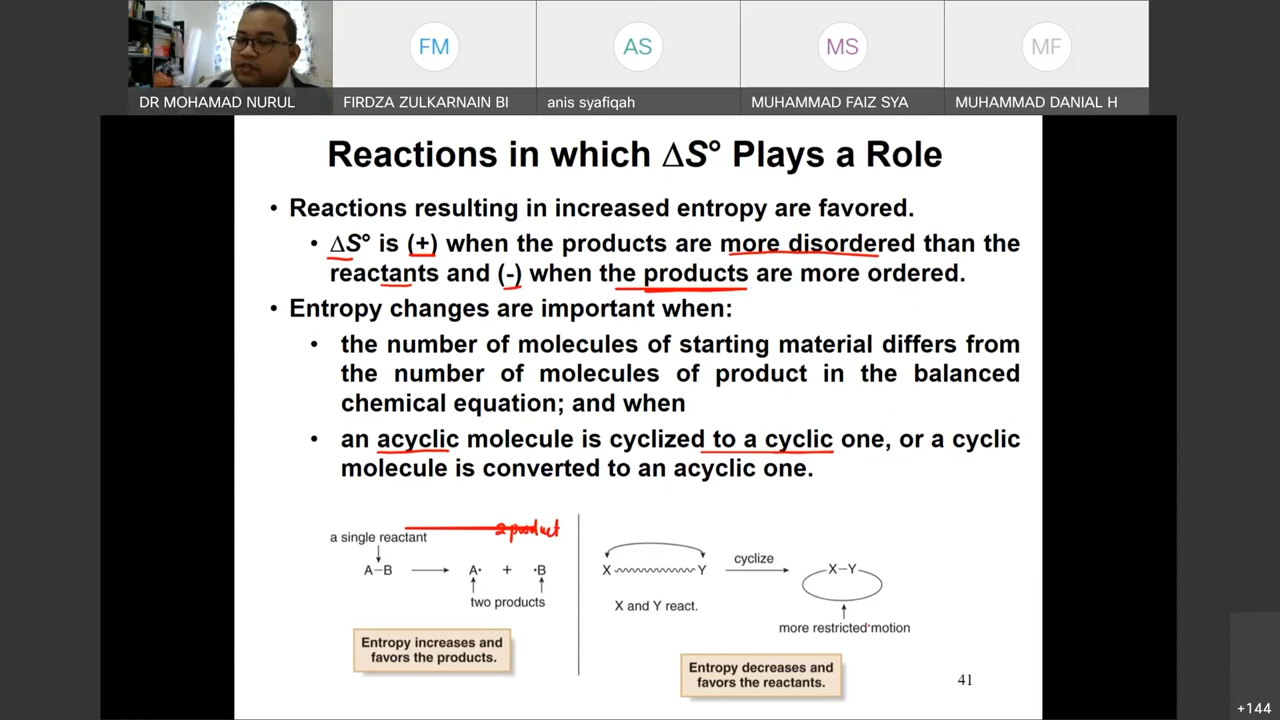 FM
AS
MS
MF
DR MOHAMAD NURUL
FIRDZA ZULKARNAIN BI
anis syafiqah
MUHAMMAD FAIZ SYA
MUHAMMAD DANIAL H
Reactions in which ΔS° Plays a Role
• Reactions resulting in increased entropy are favored.
• ΔS° is (+) when the products are more disordered than the
reactants and (-) when the products are more ordered.
• Entropy changes are important when:
• the number of molecules of starting material differs from
the number of molecules of product in the balanced
chemical equation; and when
• an acyclic molecule is cyclized to a cyclic one, or a cyclic
molecule is converted to an acyclic one.
2 product
a single reactant
A–B
A· + ·B
two products
Entropy increases and
favors the products.
X Y
X and Y react.
cyclize
X–Y
more restricted motion
Entropy decreases and
favors the reactants.
41
+144